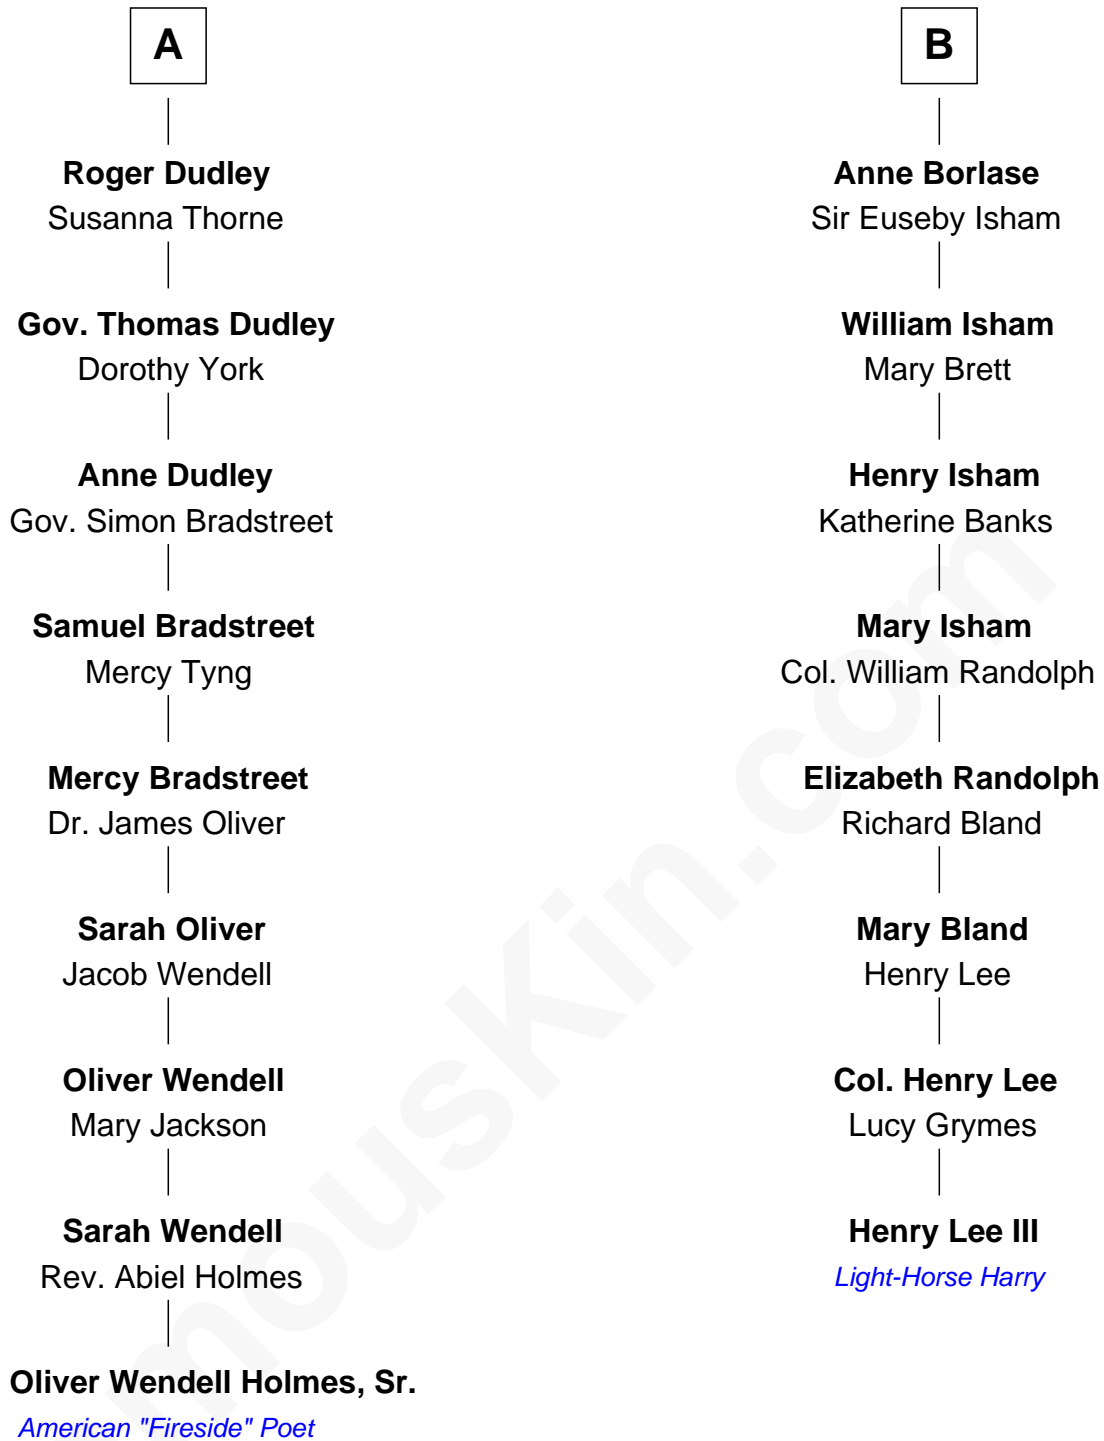 A
Roger Dudley
Susanna Thorne
Gov. Thomas Dudley
Dorothy York
Anne Dudley
Gov. Simon Bradstreet
Samuel Bradstreet
Mercy Tyng
Mercy Bradstreet
Dr. James Oliver
Sarah Oliver
Jacob Wendell
Oliver Wendell
Mary Jackson
Sarah Wendell
Rev. Abiel Holmes
Oliver Wendell Holmes, Sr.
American "Fireside" Poet
B
Anne Borlase
Sir Euseby Isham
William Isham
Mary Brett
Henry Isham
Katherine Banks
Mary Isham
Col. William Randolph
Elizabeth Randolph
Richard Bland
Mary Bland
Henry Lee
Col. Henry Lee
Lucy Grymes
Henry Lee III
Light-Horse Harry
mousKin.com